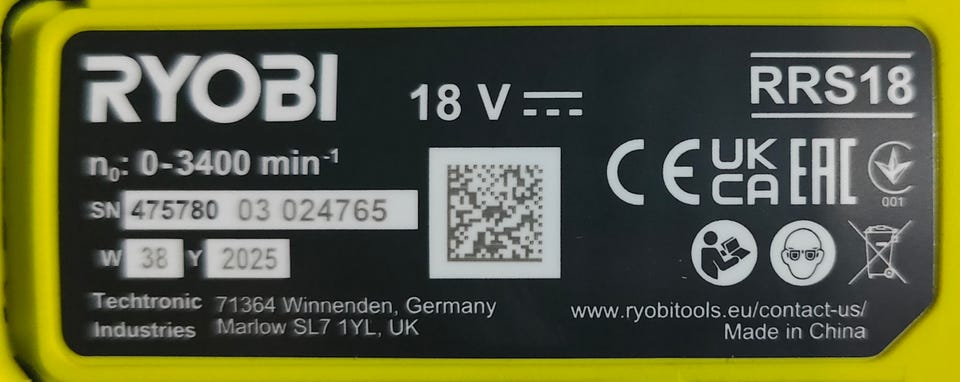 RYOBI
18 V
RRS18
n₀: 0-3400 min⁻¹
CE UK CA EAC
001
SN 475780 03 024765
W 38 Y 2025
Techtronic Industries
71364 Winnenden, Germany
Marlow SL7 1YL, UK
www.ryobitools.eu/contact-us/
Made in China